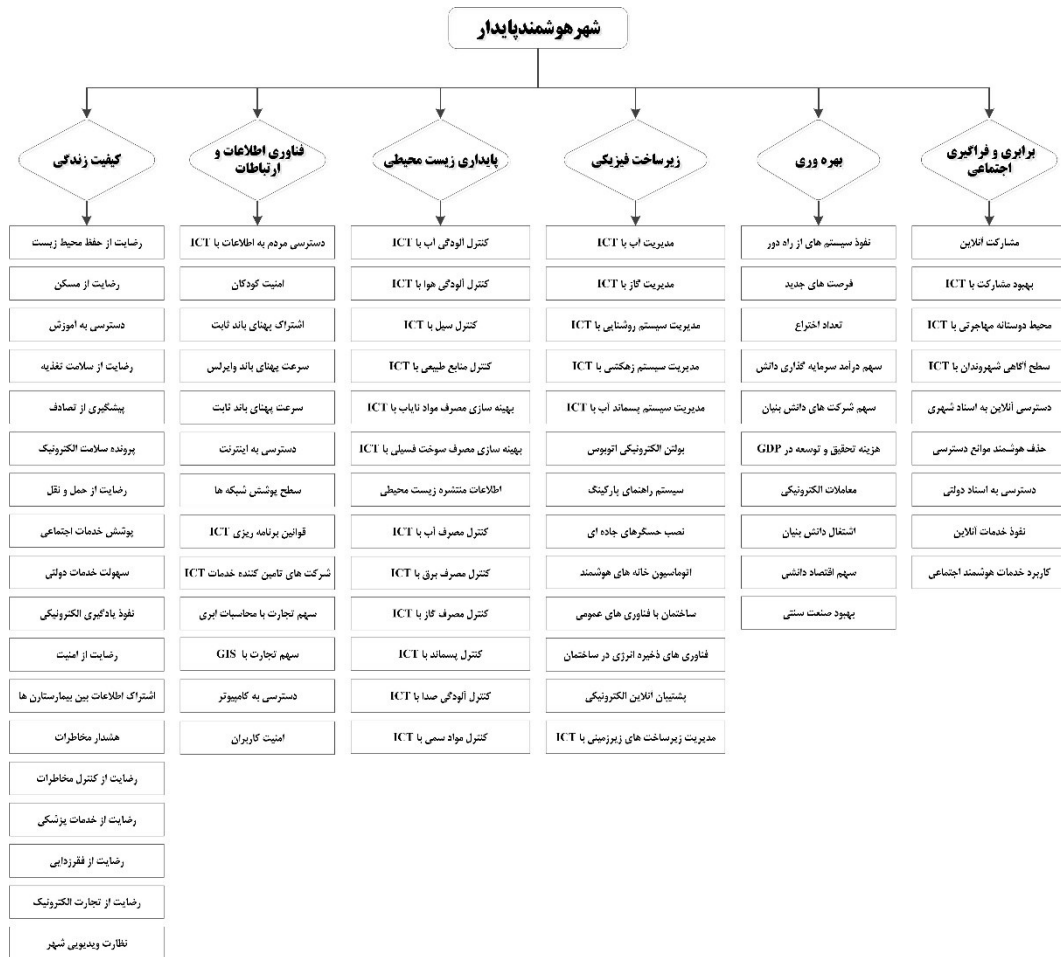 شهر هوشمند پایدار
برابری و فراگیری
اجتماعی
مشارکت آنلاین
بهبود مشارکت با ICT
محیط دوستانه مهاجرتی با ICT
سطح آگاهی شهروندان با ICT
دسترسی آنلاین به اسناد شهری
حذف هوشمند موانع دسترسی
دسترسی به اسناد دولتی
نفوذ خدمات آنلاین
کاربرد خدمات هوشمند اجتماعی
بهره وری
نفوذ سیستم های از راه دور
فرصت های جدید
تعداد اختراع
سهم درآمد سرمایه گذاری دانش
سهم شرکت های دانش بنیان
هزینه تحقیق و توسعه در GDP
معاملات الکترونیکی
اشتغال دانش بنیان
سهم اقتصاد دانشی
بهبود صنعت سنتی
زیرساخت فیزیکی
مدیریت آب با ICT
مدیریت گاز با ICT
مدیریت سیستم روشنایی با ICT
مدیریت سیستم زهکشی با ICT
مدیریت سیستم پسماند آب با ICT
بولتن الکترونیکی اتوبوس
سیستم راهنمای پارکینگ
نصب حسگرهای جاده ای
اتوماسیون خانه های هوشمند
ساختمان با فناوری های عمومی
فناوری های ذخیره انرژی در ساختمان
پشتیبان آنلاین الکترونیکی
مدیریت زیرساخت های زیرزمینی با ICT
پایداری زیست محیطی
کنترل آلودگی آب با ICT
کنترل آلودگی هوا با ICT
کنترل سیل با ICT
کنترل منابع طبیعی با ICT
بهینه سازی مصرف مواد نایاب با ICT
بهینه سازی مصرف سوخت فسیلی با ICT
اطلاعات منتشره زیست محیطی
کنترل مصرف آب با ICT
کنترل مصرف برق با ICT
کنترل مصرف گاز با ICT
کنترل پسماند با ICT
کنترل آلودگی صدا با ICT
کنترل مواد سمی با ICT
فناوری اطلاعات و
ارتباطات
دسترسی مردم به اطلاعات با ICT
امنیت کودکان
اشتراک پهنای باند ثابت
سرعت پهنای باند وایرلس
سرعت پهنای باند ثابت
دسترسی به اینترنت
سطح پوشش شبکه ها
قوانین برنامه ریزی ICT
شرکت های تامین کننده خدمات ICT
سهم تجارت با محاسبات ابری
سهم تجارت با GIS
دسترسی به کامپیوتر
امنیت کاربران
کیفیت زندگی
رضایت از حفظ محیط زیست
رضایت از مسکن
دسترسی به آموزش
رضایت از سلامت تغذیه
پیشگیری از تصادف
پرونده سلامت الکترونیک
رضایت از حمل و نقل
پوشش خدمات اجتماعی
سهولت خدمات دولتی
نفوذ یادگیری الکترونیکی
رضایت از امنیت
اشتراک اطلاعات بین بیمارستارن ها
هشدار مخاطرات
رضایت از کنترل مخاطرات
رضایت از خدمات پزشکی
رضایت از فقرزدایی
رضایت از تجارت الکترونیک
نظارت ویدیویی شهر